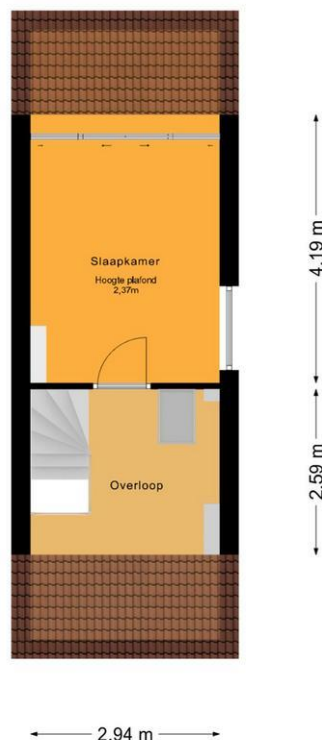 Slaapkamer
Hoogte plafond
2,37m
4.19 m
Overloop
2.59 m
2.94 m